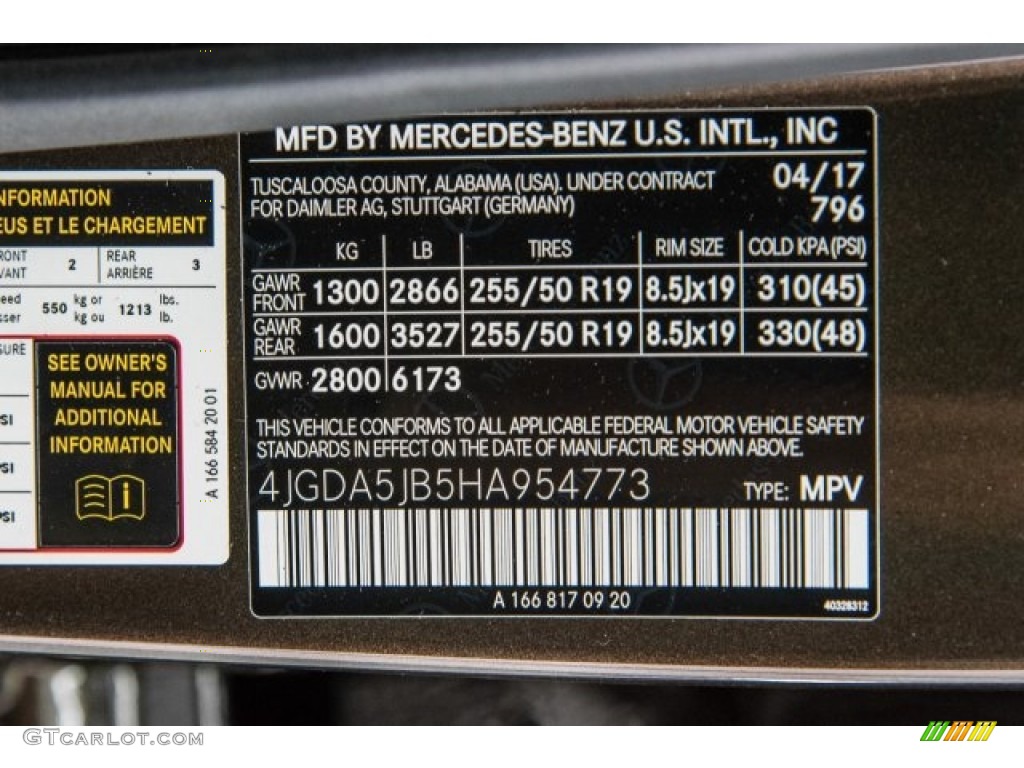 MFD BY MERCEDES-BENZ U.S. INTL., INC
TUSCALOOSA COUNTY, ALABAMA (USA). UNDER CONTRACT 04/17
FOR DAIMLER AG, STUTTGART (GERMANY) 796
KG LB TIRES RIM SIZE COLD KPA (PSI)
GAWR FRONT 1300 2866 255/50 R19 8.5Jx19 310(45)
GAWR REAR 1600 3527 255/50 R19 8.5Jx19 330(48)
GVWR 2800 6173
THIS VEHICLE CONFORMS TO ALL APPLICABLE FEDERAL MOTOR VEHICLE SAFETY
STANDARDS IN EFFECT ON THE DATE OF MANUFACTURE SHOWN ABOVE.
4JGDA5JB5HA954773 TYPE: MPV
A 166 817 09 20
40328312
NFORMATION
EUS ET LE CHARGEMENT
RONT 2 REAR 3
VANT ARRIÈRE
eed 550 kg or 1213 lbs.
sser kg ou lb.
SURE
PSI
PSI
PSI
SEE OWNER'S
MANUAL FOR
ADDITIONAL
INFORMATION
A 166 584 20 01
GTCarlot.com